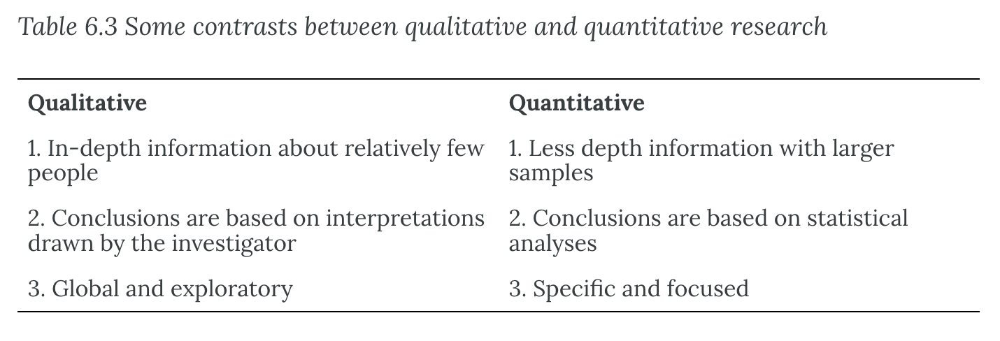 Table 6.3 Some contrasts between qualitative and quantitative research
Qualitative
Quantitative
1. In-depth information about relatively few
people
1. Less depth information with larger
samples
2. Conclusions are based on interpretations
drawn by the investigator
2. Conclusions are based on statistical
analyses
3. Global and exploratory
3. Specific and focused